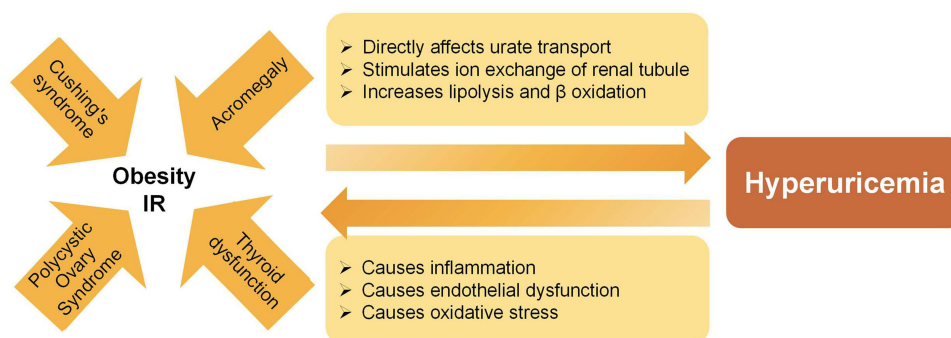 Cushing's
syndrome
Acromegaly
Obesity
IR
Polycystic
Ovary
Syndrome
Thyroid
dysfunction
➢ Directly affects urate transport
➢ Stimulates ion exchange of renal tubule
➢ Increases lipolysis and β oxidation
Hyperuricemia
➢ Causes inflammation
➢ Causes endothelial dysfunction
➢ Causes oxidative stress